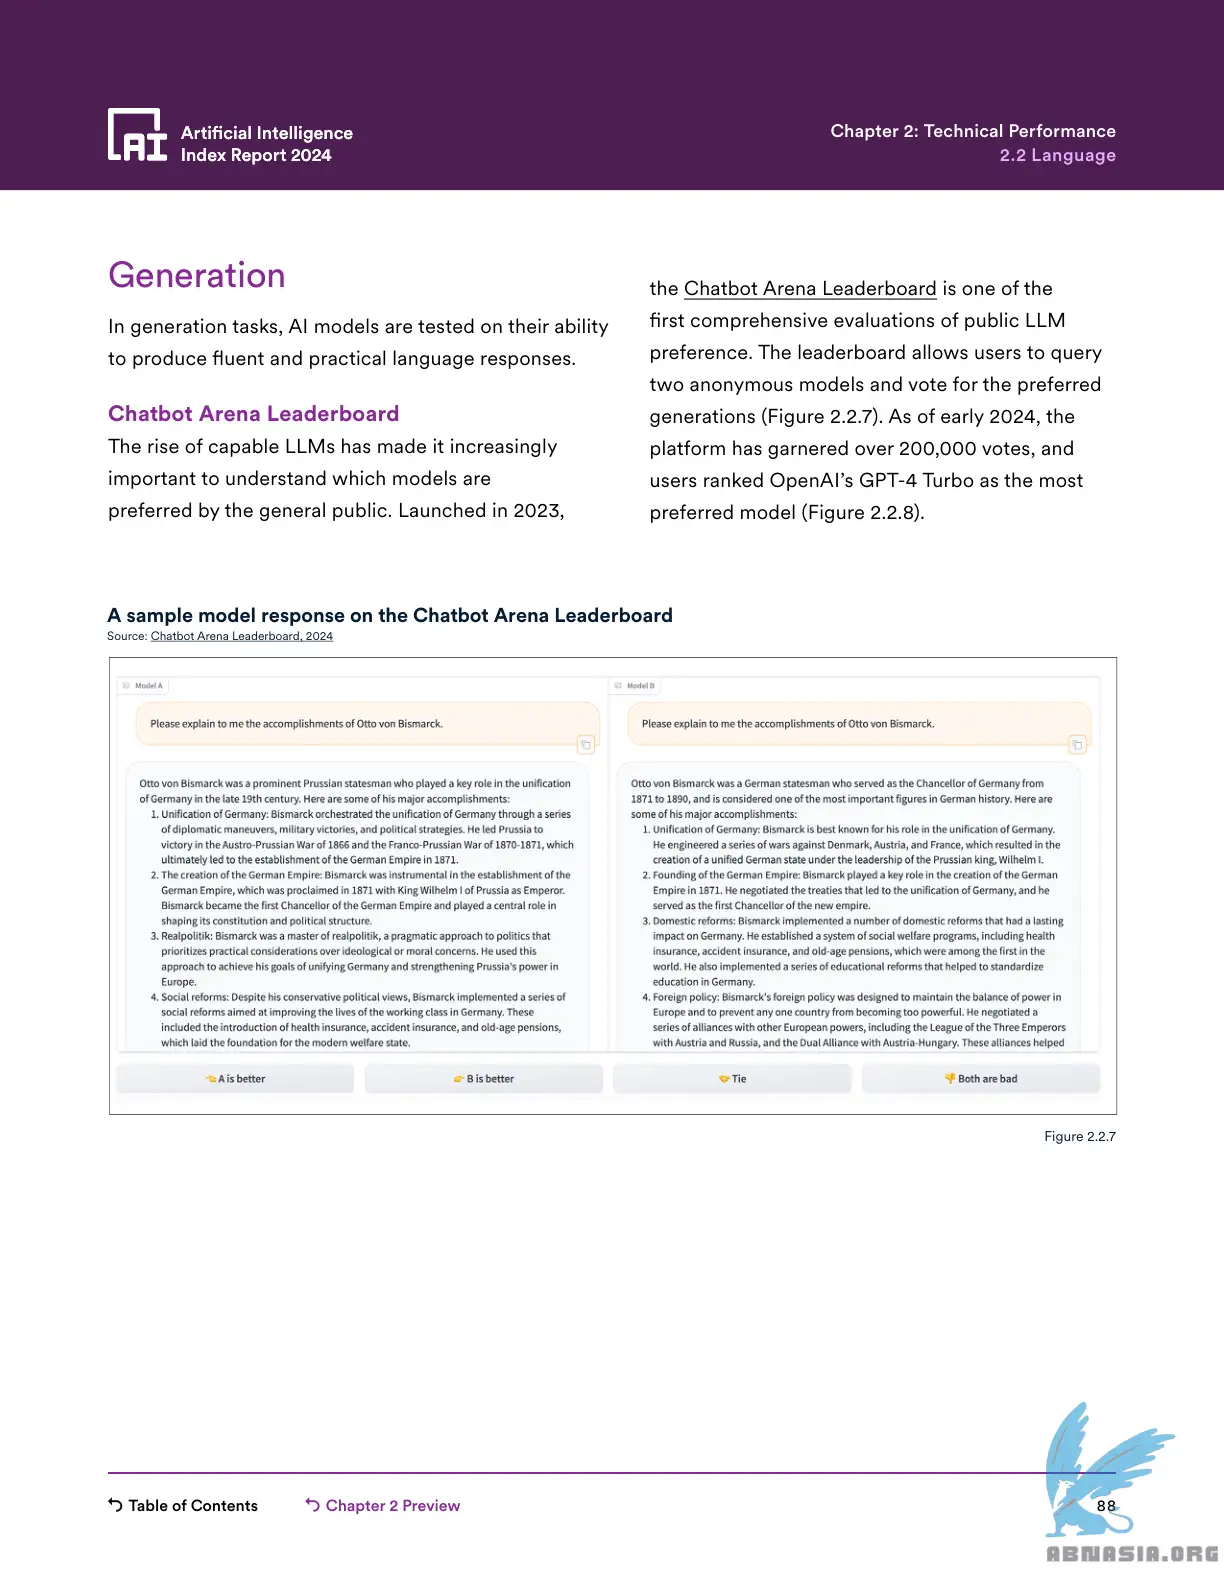 Artificial Intelligence
Index Report 2024
Chapter 2: Technical Performance
2.2 Language
Generation
In generation tasks, AI models are tested on their ability
to produce fluent and practical language responses.
Chatbot Arena Leaderboard
The rise of capable LLMs has made it increasingly
important to understand which models are
preferred by the general public. Launched in 2023,
the Chatbot Arena Leaderboard is one of the
first comprehensive evaluations of public LLM
preference. The leaderboard allows users to query
two anonymous models and vote for the preferred
generations (Figure 2.2.7). As of early 2024, the
platform has garnered over 200,000 votes, and
users ranked OpenAI’s GPT-4 Turbo as the most
preferred model (Figure 2.2.8).
A sample model response on the Chatbot Arena Leaderboard
Source: Chatbot Arena Leaderboard, 2024
Model A
Please explain to me the accomplishments of Otto von Bismarck.
Otto von Bismarck was a prominent Prussian statesman who played a key role in the unification
of Germany in the late 19th century. Here are some of his major accomplishments:
1. Unification of Germany: Bismarck orchestrated the unification of Germany through a series
of diplomatic maneuvers, military victories, and political strategies. He led Prussia to
victory in the Austro-Prussian War of 1866 and the Franco-Prussian War of 1870-1871, which
ultimately led to the establishment of the German Empire in 1871.
2. The creation of the German Empire: Bismarck was instrumental in the establishment of the
German Empire, which was proclaimed in 1871 with King Wilhelm I of Prussia as Emperor.
Bismarck became the first Chancellor of the German Empire and played a central role in
shaping its constitution and political structure.
3. Realpolitik: Bismarck was a master of realpolitik, a pragmatic approach to politics that
prioritizes practical considerations over ideological or moral concerns. He used this
approach to achieve his goals of unifying Germany and strengthening Prussia's power in
Europe.
4. Social reforms: Despite his conservative political views, Bismarck implemented a series of
social reforms aimed at improving the lives of the working class in Germany. These
included the introduction of health insurance, accident insurance, and old-age pensions,
which laid the foundation for the modern welfare state.
Model B
Please explain to me the accomplishments of Otto von Bismarck.
Otto von Bismarck was a German statesman who served as the Chancellor of Germany from
1871 to 1890, and is considered one of the most important figures in German history. Here are
some of his major accomplishments:
1. Unification of Germany: Bismarck is best known for his role in the unification of Germany.
He engineered a series of wars against Denmark, Austria, and France, which resulted in the
creation of a unified German state under the leadership of the Prussian king, Wilhelm I.
2. Founding of the German Empire: Bismarck played a key role in the creation of the German
Empire in 1871. He negotiated the treaties that led to the unification of Germany, and he
served as the first Chancellor of the new empire.
3. Domestic reforms: Bismarck implemented a number of domestic reforms that had a lasting
impact on Germany. He established a system of social welfare programs, including health
insurance, accident insurance, and old-age pensions, which were among the first in the
world. He also implemented a series of educational reforms that helped to standardize
education in Germany.
4. Foreign policy: Bismarck's foreign policy was designed to maintain the balance of power in
Europe and to prevent any one country from becoming too powerful. He negotiated a
series of alliances with other European powers, including the League of the Three Emperors
with Austria and Russia, and the Dual Alliance with Austria-Hungary. These alliances helped
👈 A is better
👉 B is better
🤝 Tie
👎 Both are bad
Figure 2.2.7
Table of Contents
Chapter 2 Preview
88
ABNASIA.ORG